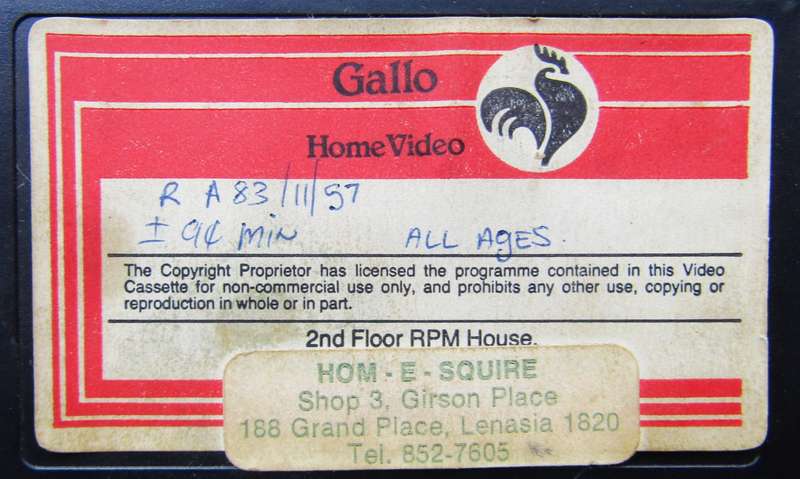 Gallo
Home Video
R A 83/11/97
± 94 MIN ALL AGES.
The Copyright Proprietor has licensed the programme contained in this Video
Cassette for non-commercial use only, and prohibits any other use, copying or
reproduction in whole or in part.
2nd Floor RPM House.
HOM - E - SQUIRE
Shop 3, Girson Place
188 Grand Place, Lenasia 1820
Tel. 852-7605